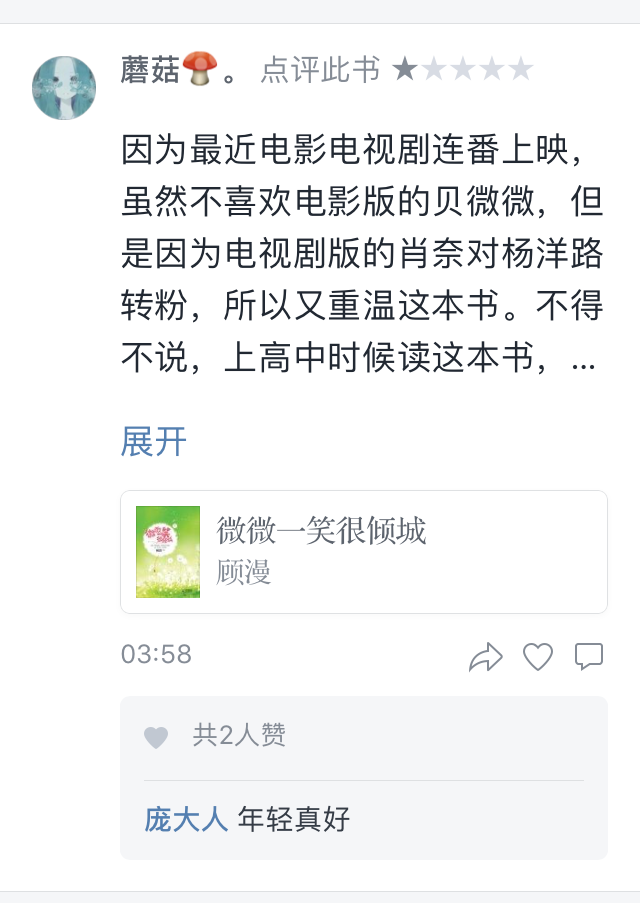 蘑菇🍄。 点评此书 ★★★★★
因为最近电影电视剧连番上映，
虽然不喜欢电影版的贝微微，但
是因为电视剧版的肖奈对杨洋路
转粉，所以又重温这本书。不得
不说，上高中时候读这本书，...
展开
微微一笑很倾城
顾漫
03:58
共2人赞
庞大人 年轻真好